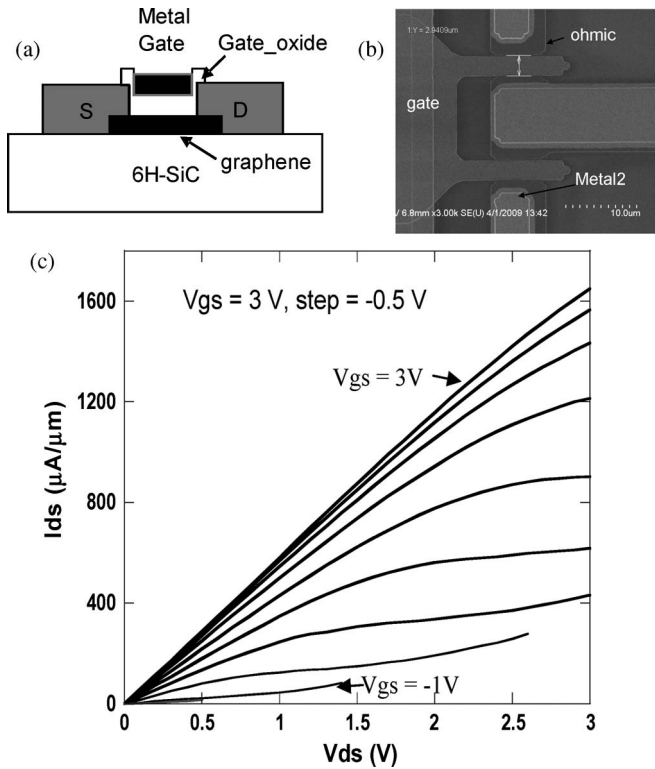 (a)
Metal
Gate
Gate_oxide
S
D
graphene
6H-SiC
(b)
1:Y = 2.9409um
ohmic
gate
Metal2
V 6.8mm x3.00k SE(U) 4/1/2009 13:42
10.0um
(c)
Vgs = 3 V, step = -0.5 V
Vgs = 3V
Vgs = -1V
Ids (µA/µm)
1600
1200
800
400
0
0
0.5
1
1.5
2
2.5
3
Vds (V)